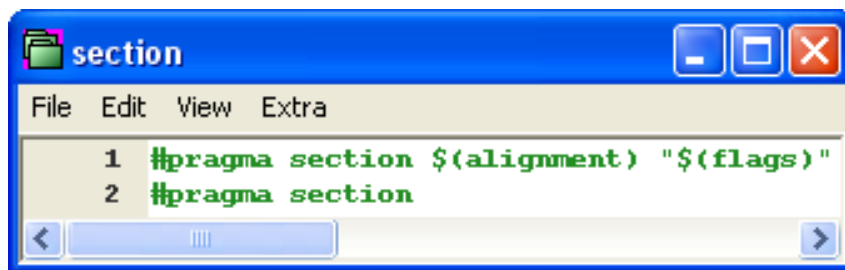 section
File Edit View Extra
1 #pragma section $(alignment) "$(flags)"
2 #pragma section